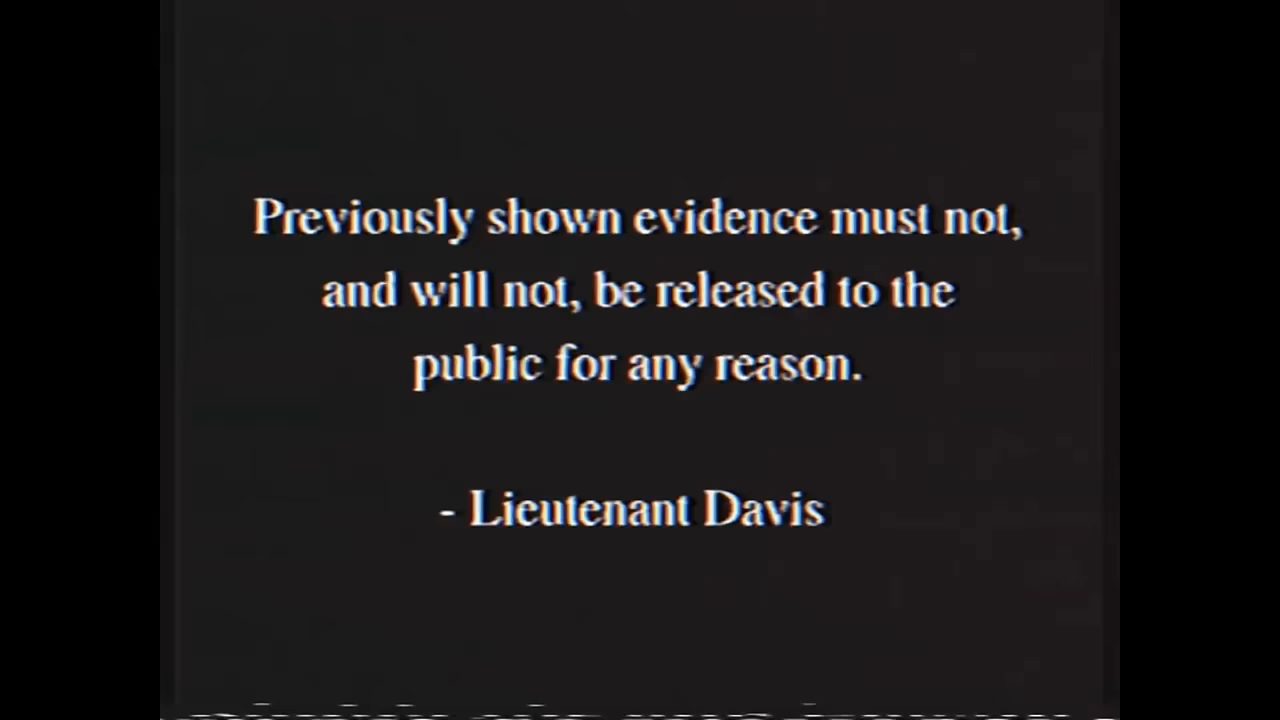 Previously shown evidence must not,
and will not, be released to the
public for any reason.
- Lieutenant Davis